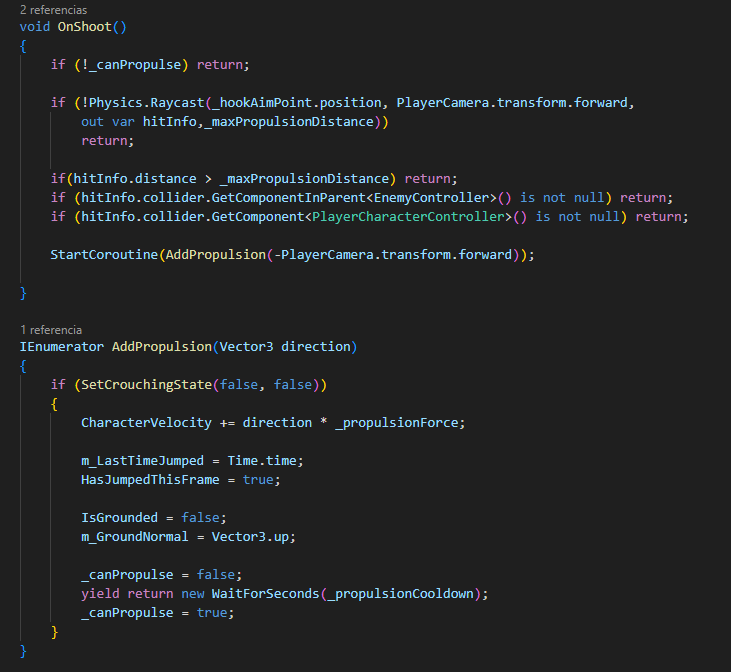 2 referencias
void OnShoot()
{
if (!_canPropulse) return;
if (!Physics.Raycast(_hookAimPoint.position, PlayerCamera.transform.forward,
out var hitInfo,_maxPropulsionDistance))
return;
if(hitInfo.distance > _maxPropulsionDistance) return;
if (hitInfo.collider.GetComponentInParent<EnemyController>() is not null) return;
if (hitInfo.collider.GetComponent<PlayerCharacterController>() is not null) return;
StartCoroutine(AddPropulsion(-PlayerCamera.transform.forward));
}
1 referencia
IEnumerator AddPropulsion(Vector3 direction)
{
if (SetCrouchingState(false, false))
{
CharacterVelocity += direction * _propulsionForce;
m_LastTimeJumped = Time.time;
HasJumpedThisFrame = true;
IsGrounded = false;
m_GroundNormal = Vector3.up;
_canPropulse = false;
yield return new WaitForSeconds(_propulsionCooldown);
_canPropulse = true;
}
}